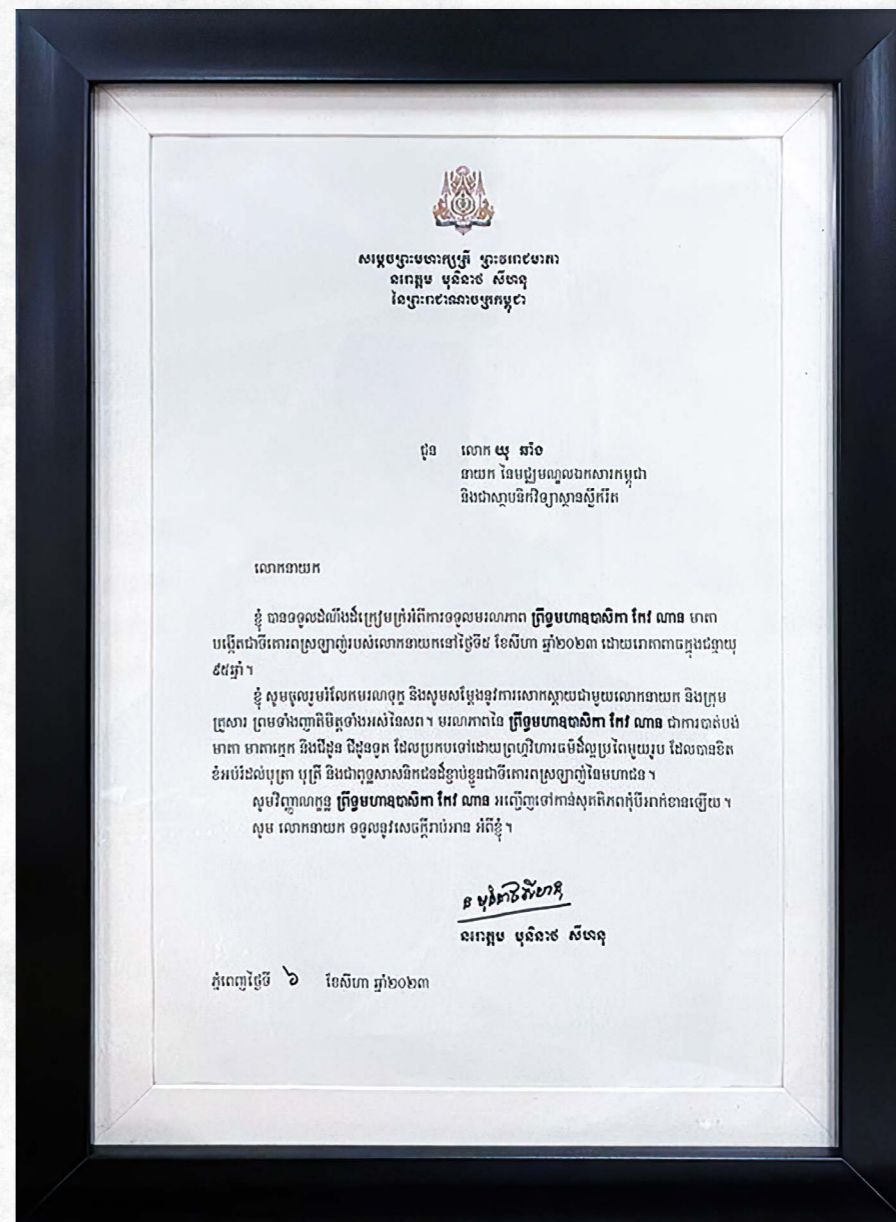 សម្តេចព្រះមហាក្សត្រី ព្រះវររាជមាតា
នរោត្តម មុនិនាថ សីហនុ
នៃព្រះរាជាណាចក្រកម្ពុជា
ជូន លោក យុ ឆាំង
នាយក នៃមជ្ឈមណ្ឌលឯកសារកម្ពុជា
និងជាស្ថាបនិកវិទ្យាស្ថានស្លឹករឹត
លោកនាយក
ខ្ញុំ បានទទួលដំណឹងដ៏ក្រៀមក្រំអំពីការទទួលមរណភាព ព្រឹទ្ធមហាឧបាសិកា កែវ ណាន មាតា
បង្កើតជាទីគោរពស្រឡាញ់របស់លោកនាយកនៅថ្ងៃទី៥ ខែសីហា ឆ្នាំ២០២៣ ដោយរោគាពាធក្នុងជន្មាយុ
៩៥ឆ្នាំ។
ខ្ញុំ សូមចូលរួមរំលែកមរណទុក្ខ និងសូមសម្តែងនូវការសោកស្តាយជាមួយលោកនាយក និងក្រុម
គ្រួសារ ព្រមទាំងញាតិមិត្តទាំងអស់នៃសព។ មរណភាពនៃ ព្រឹទ្ធមហាឧបាសិកា កែវ ណាន ជាការបាត់បង់
មាតា មាតាក្មេក និងជីដូន ជីដូនទួត ដែលប្រកបទៅដោយព្រហ្មវិហារធម៌ដ៏ល្អប្រពៃមួយរូប ដែលបានខិត
ខំអប់រំដល់បុត្រា បុត្រី និងជាពុទ្ធសាសនិកជនដ៏ខ្ជាប់ខ្ជួនជាទីគោរពស្រឡាញ់នៃមហាជន។
សូមវិញ្ញាណក្ខន្ធ ព្រឹទ្ធមហាឧបាសិកា កែវ ណាន អញ្ជើញទៅកាន់សុគតិភពកុំបីអាក់ខានឡើយ។
សូម លោកនាយក ទទួលនូវសេចក្តីរាប់អាន អំពីខ្ញុំ។
ន មុនិនាថ សីហនុ
នរោត្តម មុនិនាថ សីហនុ
ភ្នំពេញថ្ងៃទី ៦ ខែសីហា ឆ្នាំ២០២៣